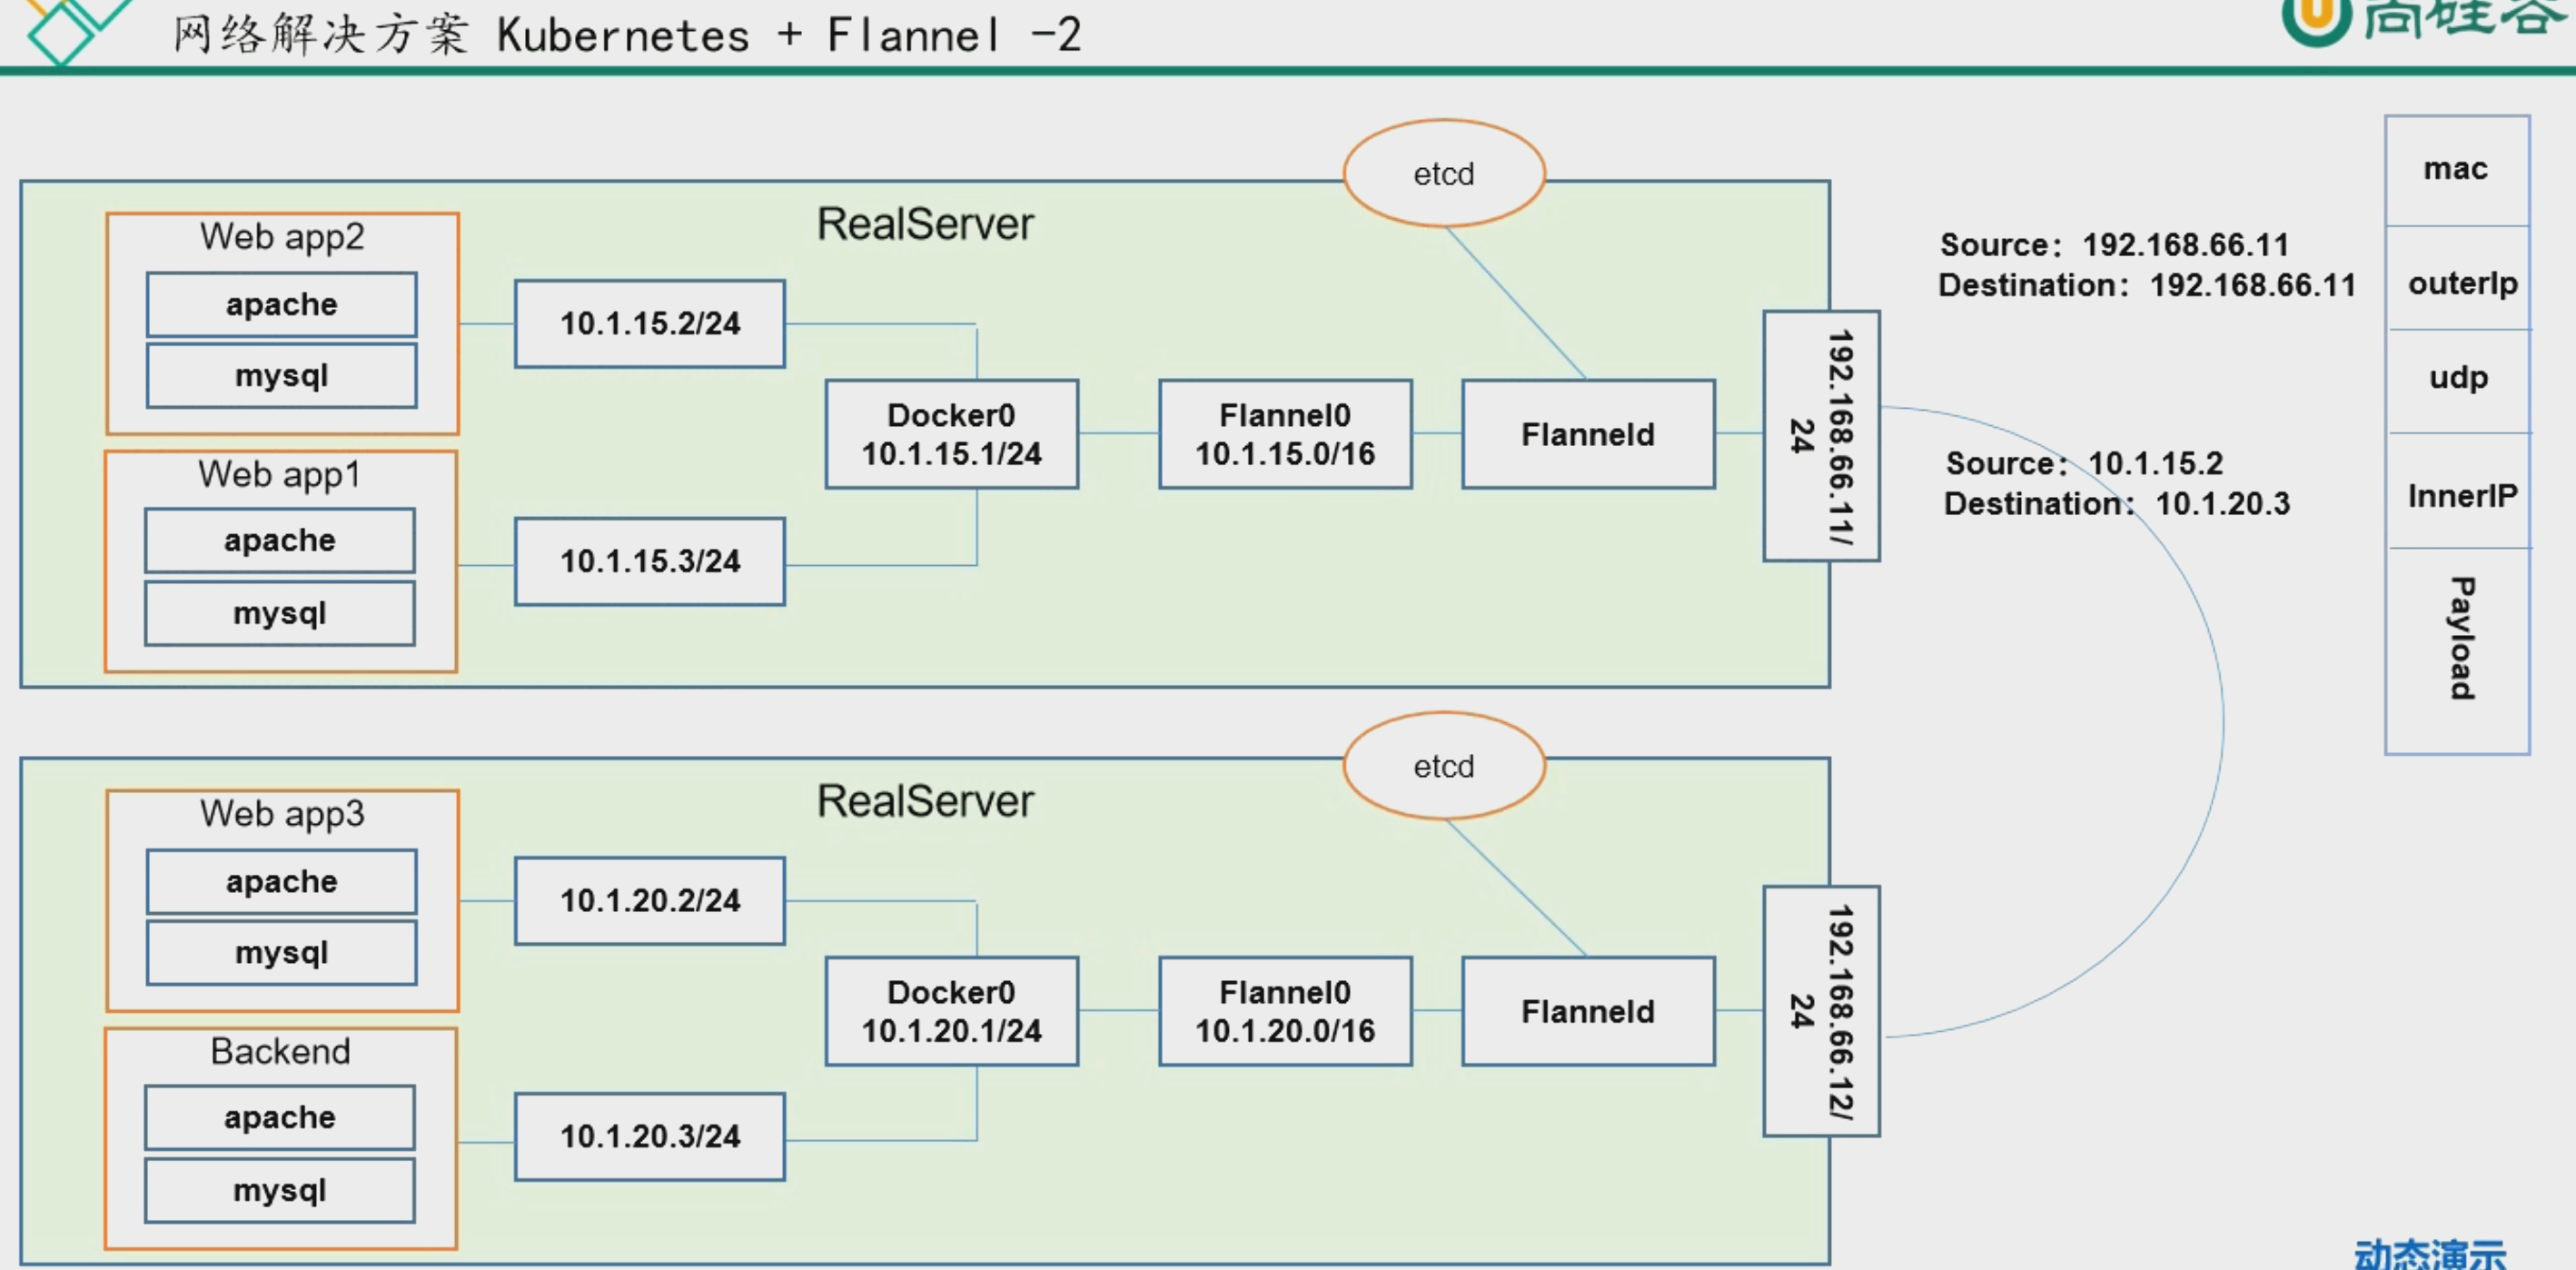 网络解决方案 Kubernetes + Flannel -2
尚硅谷
etcd
RealServer
Web app2
apache
mysql
10.1.15.2/24
Web app1
apache
mysql
10.1.15.3/24
Docker0
10.1.15.1/24
Flannel0
10.1.15.0/16
Flanneld
192.168.66.11/
24
Source：192.168.66.11
Destination：192.168.66.11
Source：10.1.15.2
Destination：10.1.20.3
mac
outerIp
udp
InnerIP
Payload
etcd
RealServer
Web app3
apache
mysql
10.1.20.2/24
Backend
apache
mysql
10.1.20.3/24
Docker0
10.1.20.1/24
Flannel0
10.1.20.0/16
Flanneld
192.168.66.12/
24
动态演示